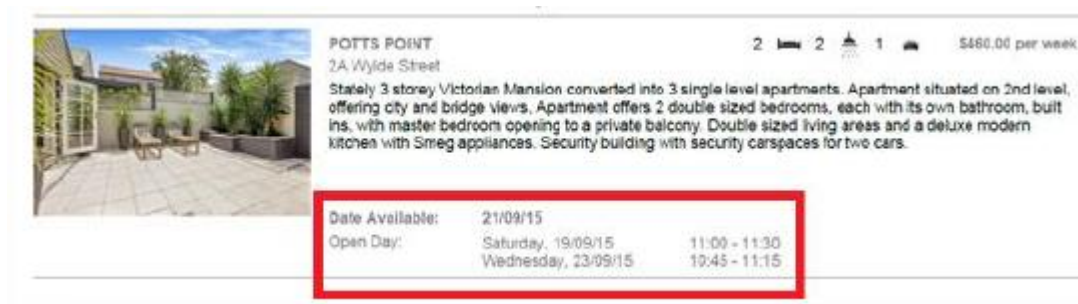 POTTS POINT 2 2 1 $460.00 per week
2A Wylde Street
Stately 3 storey Victorian Mansion converted into 3 single level apartments. Apartment situated on 2nd level,
offering city and bridge views, Apartment offers 2 double sized bedrooms, each with its own bathroom, built
ins, with master bedroom opening to a private balcony. Double sized living areas and a deluxe modern
kitchen with Smeg appliances. Security building with security carspaces for two cars.
Date Available: 21/09/15
Open Day: Saturday, 19/09/15 11:00 - 11:30
Wednesday, 23/09/15 10:45 - 11:15